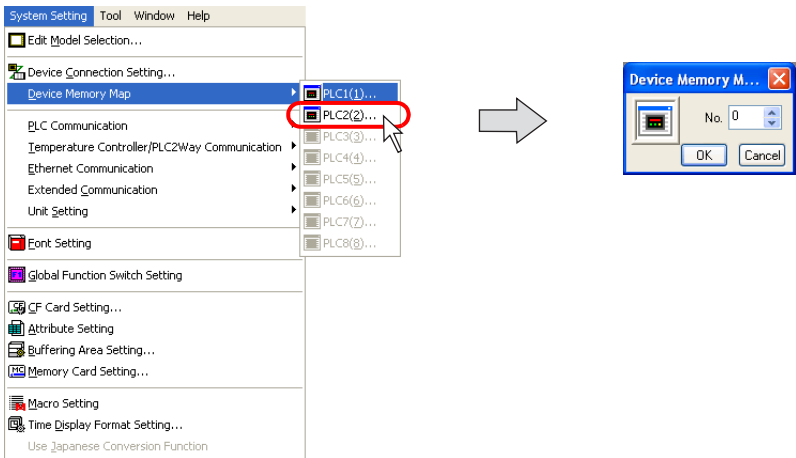 System Setting Tool Window Help
Edit Model Selection...
Device Connection Setting...
Device Memory Map
PLC Communication
Temperature Controller/PLC2Way Communication
Ethernet Communication
Extended Communication
Unit Setting
Font Setting
Global Function Switch Setting
CF Card Setting...
Attribute Setting
Buffering Area Setting...
Memory Card Setting...
Macro Setting
Time Display Format Setting...
Use Japanese Conversion Function
PLC1(1)...
PLC2(2)...
PLC3(3)...
PLC4(4)...
PLC5(5)...
PLC6(6)...
PLC7(7)...
PLC8(8)...
Device Memory M...
No. 0
OK Cancel